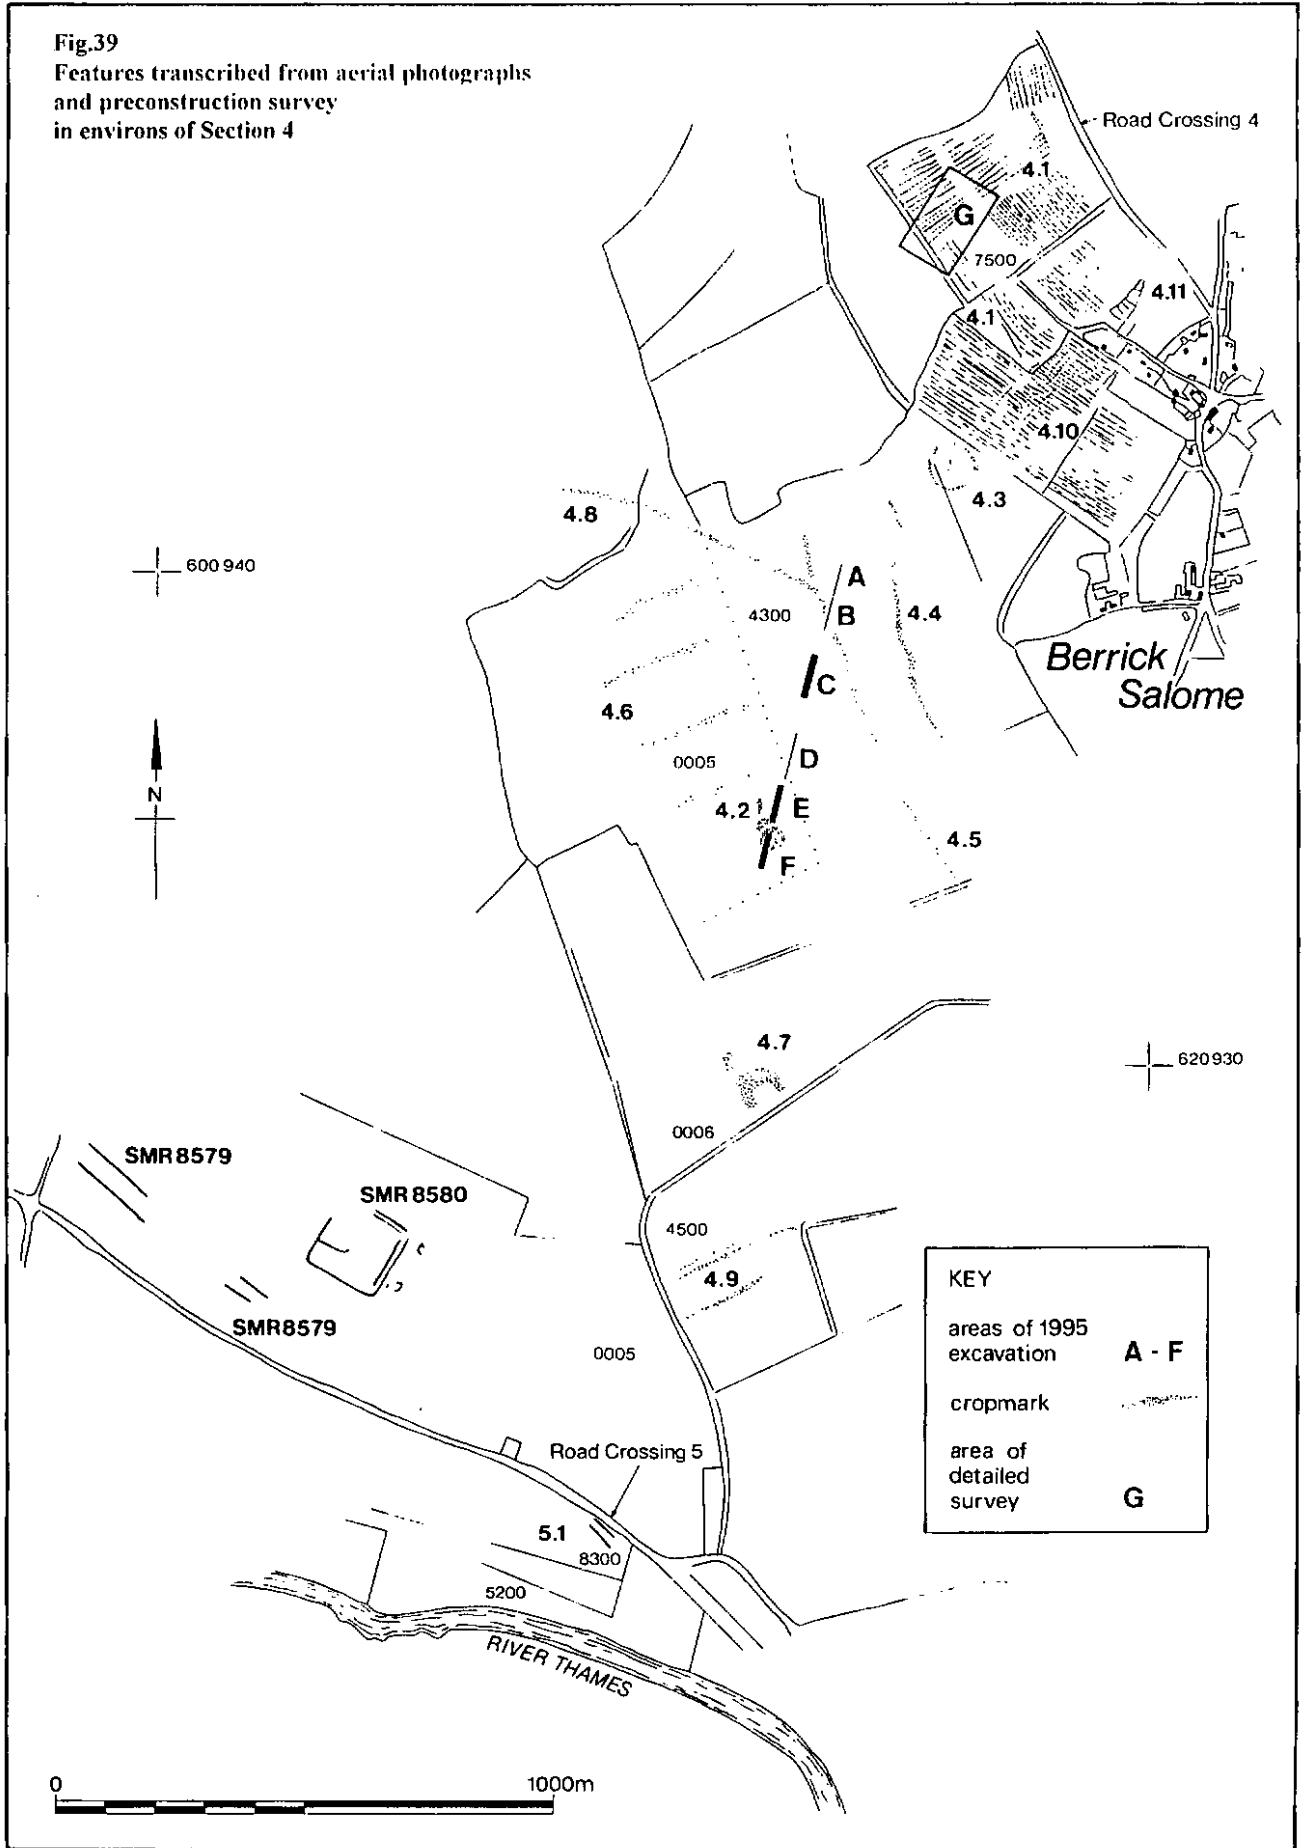 Fig.39
Features transcribed from aerial photographs
and preconstruction survey
in environs of Section 4
Road Crossing 4
4.1
G
7500
4.11
4.1
4.10
4.3
4.8
600 940
A
4300
B
4.4
Berrick
Salome
C
4.6
D
0005
N
4.2
E
4.5
F
4.7
620 930
0006
SMR 8579
SMR 8580
4500
4.9
SMR 8579
0005
KEY
areas of 1995
excavation A - F
cropmark
area of
detailed
survey G
Road Crossing 5
5.1
8300
5200
RIVER THAMES
0 1000m